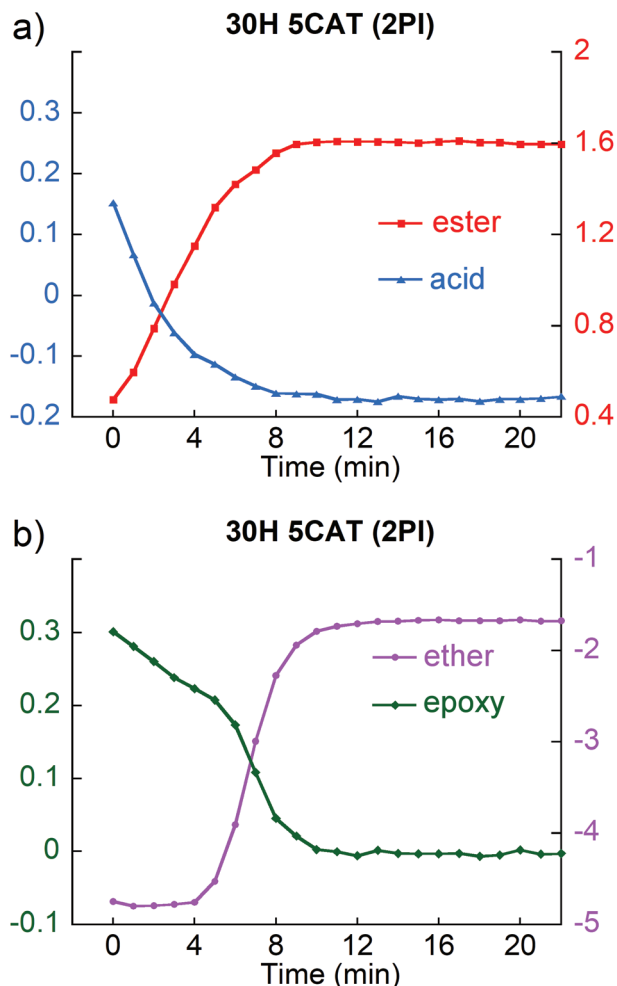 a)
30H 5CAT (2PI)
2
0.3
1.6
0.2
ester
0.1
1.2
acid
0
0.8
-0.1
-0.2
0.4
0 4 8 12 16 20
Time (min)
b)
30H 5CAT (2PI)
-1
0.3
-2
ether
0.2
epoxy
-3
0.1
-4
0
-0.1
-5
0 4 8 12 16 20
Time (min)